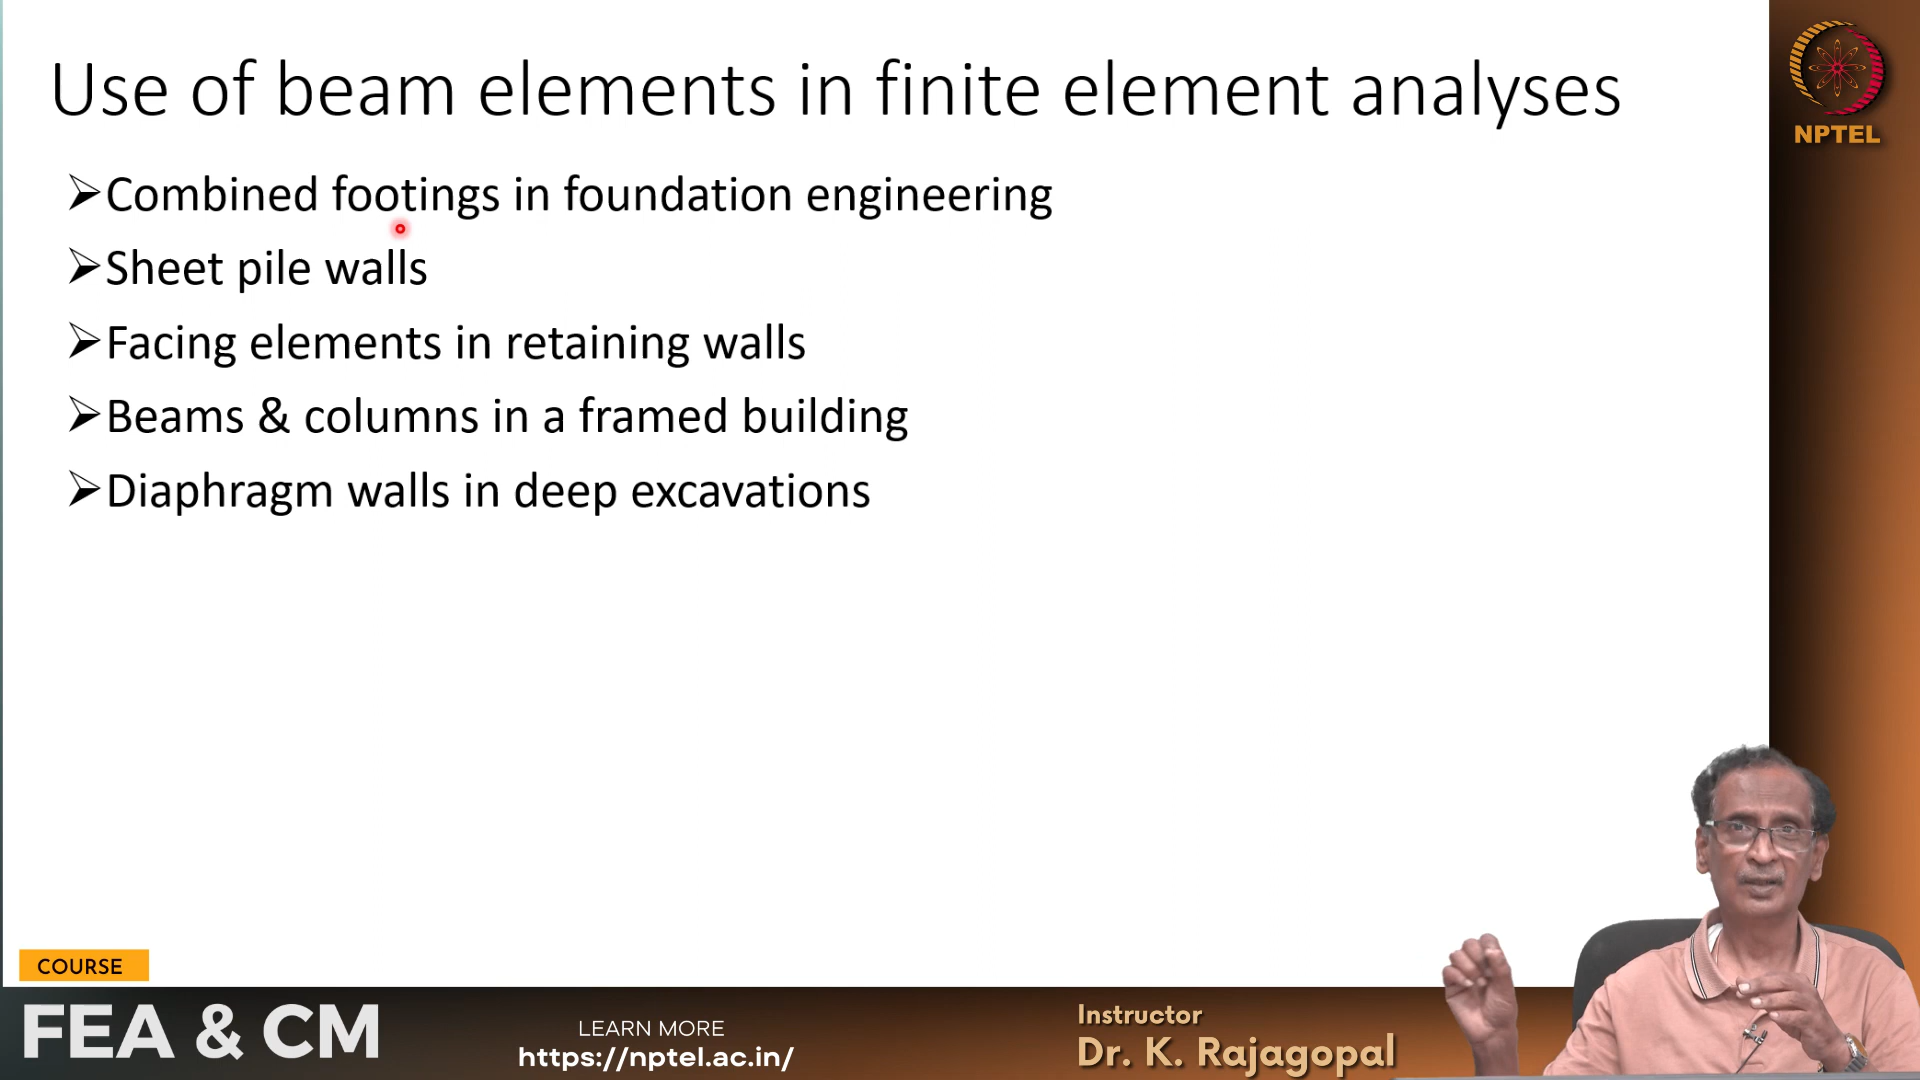 Use of beam elements in finite element analyses
NPTEL
➢Combined footings in foundation engineering
➢Sheet pile walls
➢Facing elements in retaining walls
➢Beams & columns in a framed building
➢Diaphragm walls in deep excavations
COURSE
FEA & CM
LEARN MORE
https://nptel.ac.in/
Instructor
Dr. K. Rajagopal